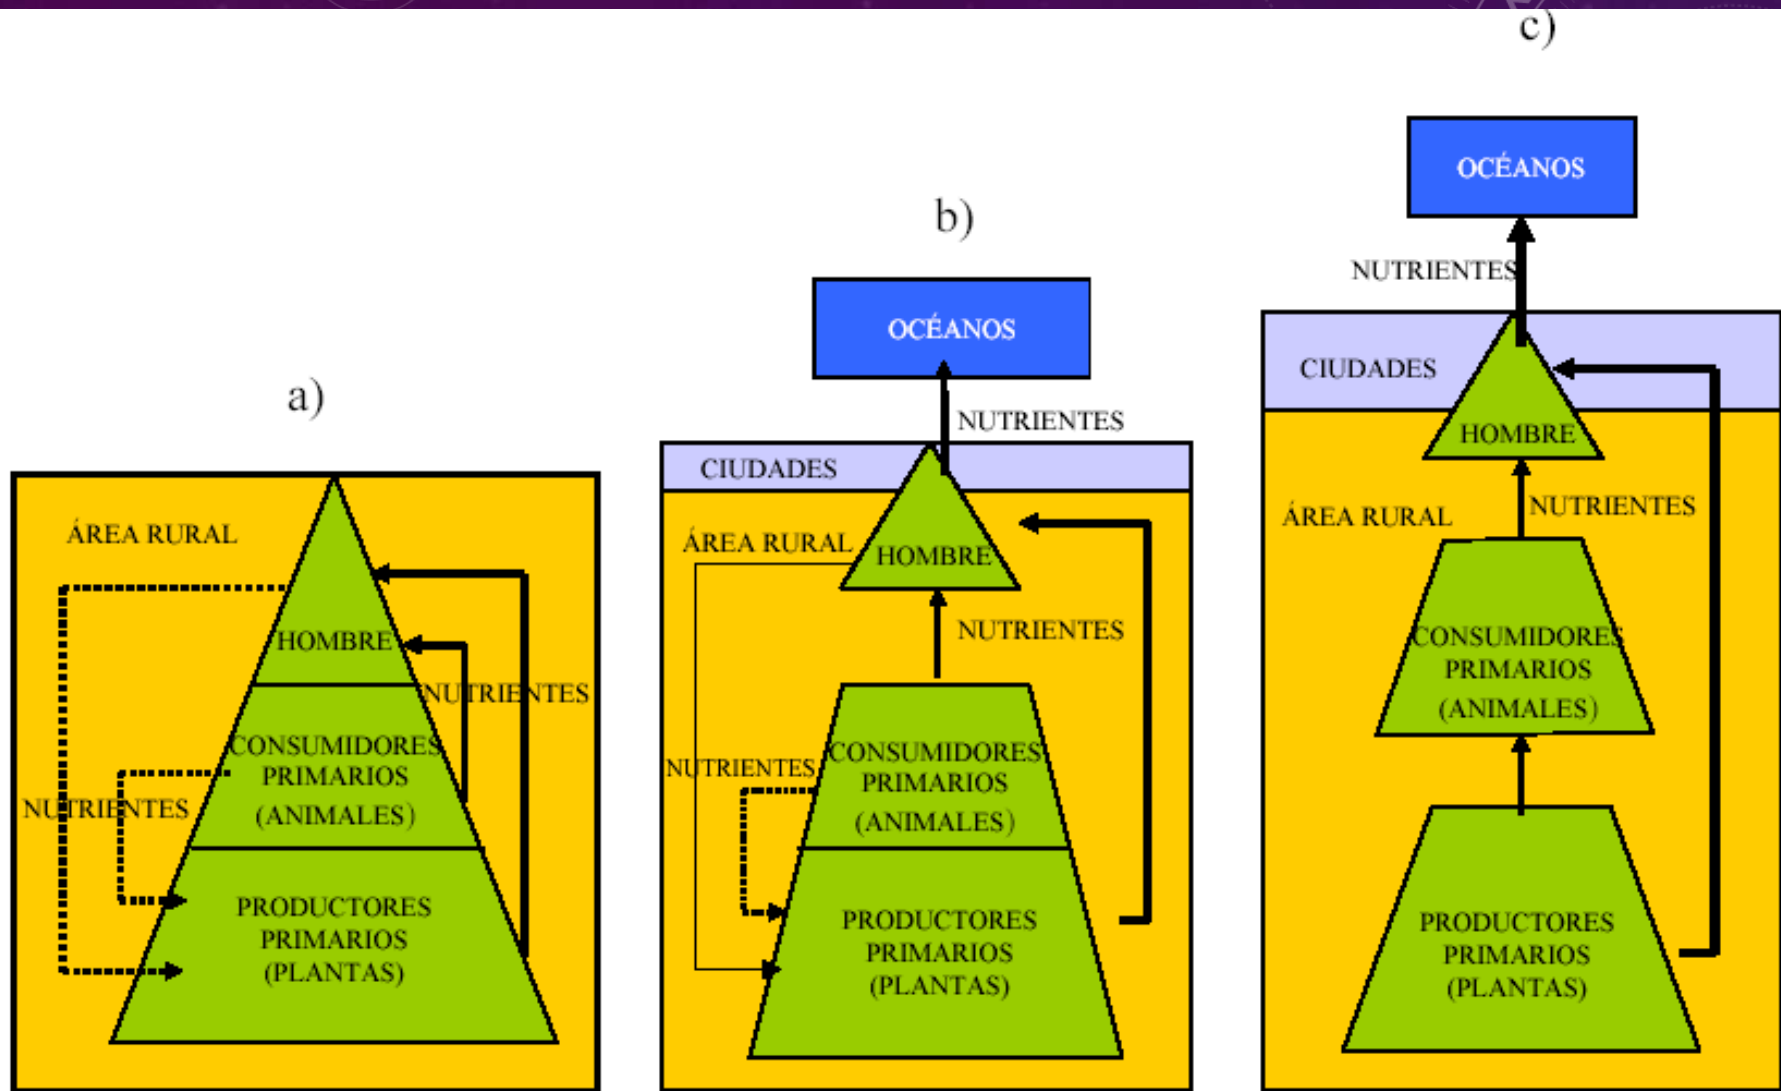 a)
ÁREA RURAL
HOMBRE
NUTRIENTES
CONSUMIDORES
PRIMARIOS
(ANIMALES)
NUTRIENTES
PRODUCTORES
PRIMARIOS
(PLANTAS)
b)
OCÉANOS
NUTRIENTES
CIUDADES
ÁREA RURAL
HOMBRE
NUTRIENTES
NUTRIENTES
CONSUMIDORES
PRIMARIOS
(ANIMALES)
PRODUCTORES
PRIMARIOS
(PLANTAS)
c)
OCÉANOS
NUTRIENTES
CIUDADES
HOMBRE
ÁREA RURAL
NUTRIENTES
CONSUMIDORES
PRIMARIOS
(ANIMALES)
PRODUCTORES
PRIMARIOS
(PLANTAS)